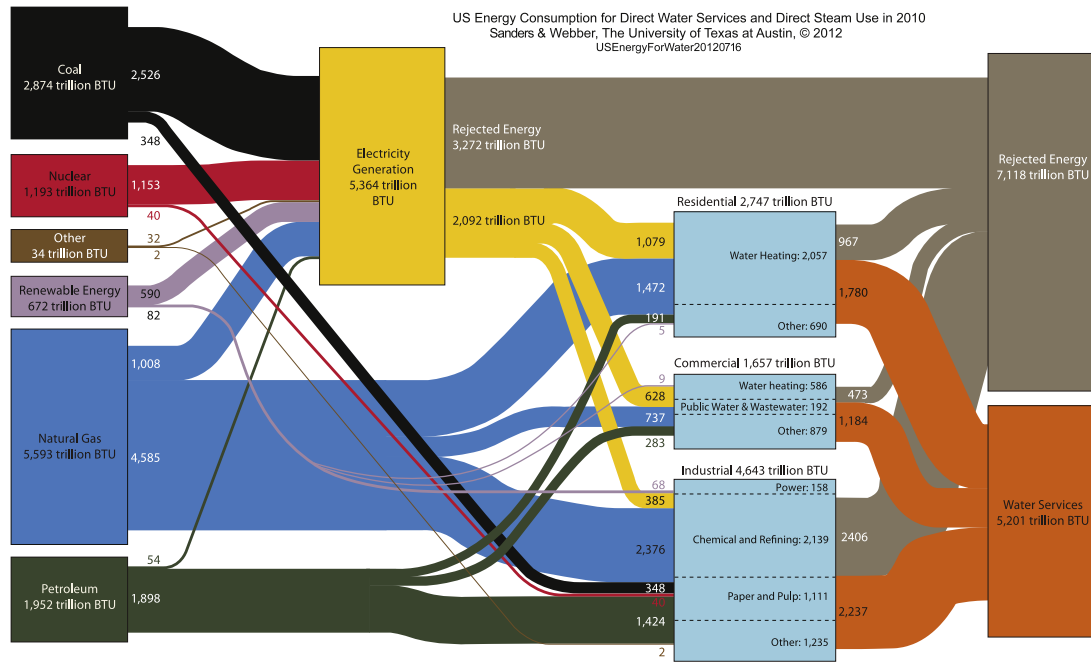 US Energy Consumption for Direct Water Services and Direct Steam Use in 2010
Sanders & Webber, The University of Texas at Austin, © 2012
USEnergyForWater20120716
Coal
2,874 trillion BTU
2,526
348
Nuclear
1,193 trillion BTU
1,153
40
Other
34 trillion BTU
32
2
Renewable Energy
672 trillion BTU
590
82
Natural Gas
5,593 trillion BTU
1,008
4,585
Petroleum
1,952 trillion BTU
54
1,898
Electricity
Generation
5,364 trillion
BTU
Rejected Energy
3,272 trillion BTU
2,092 trillion BTU
Residential 2,747 trillion BTU
1,079
1,472
191
5
Water Heating: 2,057
Other: 690
967
1,780
Commercial 1,657 trillion BTU
9
628
737
283
Water heating: 586
Public Water & Wastewater: 192
Other: 879
473
1,184
Industrial 4,643 trillion BTU
68
385
2,376
348
40
1,424
2
Power: 158
Chemical and Refining: 2,139
Paper and Pulp: 1,111
Other: 1,235
2406
2,237
Rejected Energy
7,118 trillion BTU
Water Services
5,201 trillion BTU